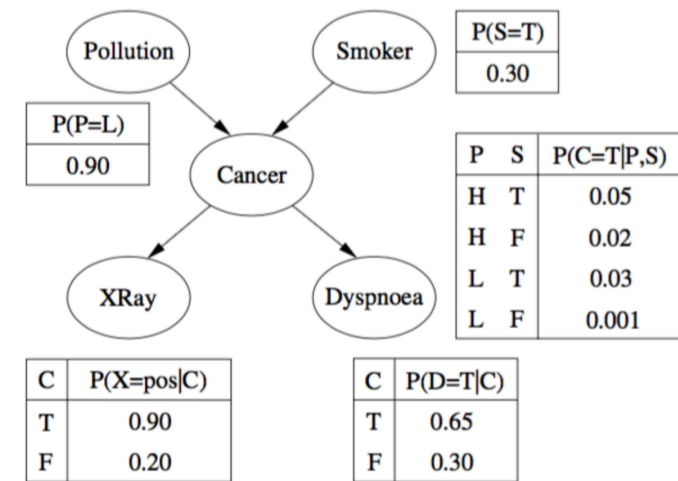 Pollution
Smoker
P(S=T)
0.30
P(P=L)
0.90
Cancer
P S P(C=T|P,S)
H T 0.05
H F 0.02
L T 0.03
L F 0.001
XRay
Dyspnoea
C P(X=pos|C)
T 0.90
F 0.20
C P(D=T|C)
T 0.65
F 0.30